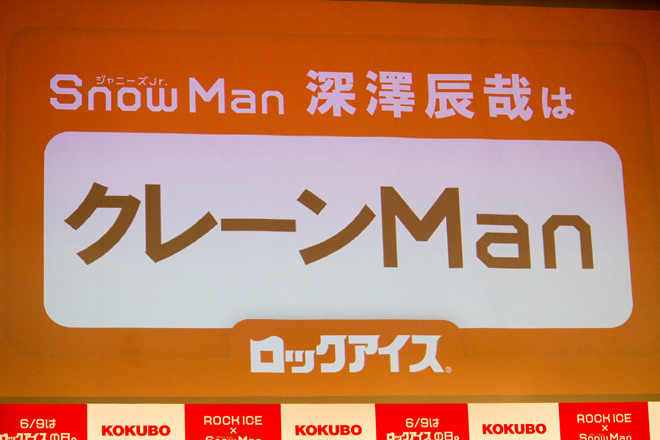 ジャニーズJr.
Snow Man 深澤辰哉は
クレーンMan
ロックアイス®
6/9は
ロックアイスの日。
KOKUBO
ROCK ICE
×
Snow Man
KOKUBO
6/9は
ロックアイスの日。
KOKUBO
ROCK ICE
×
Snow Man